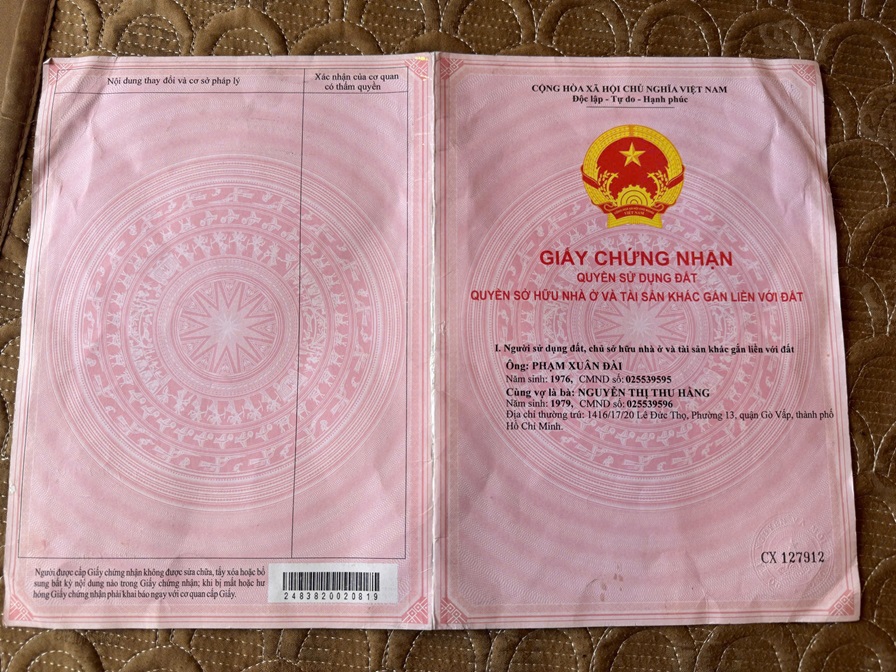 Nội dung thay đổi và cơ sở pháp lý
Xác nhận của cơ quan
có thẩm quyền
Người được cấp Giấy chứng nhận không được sửa chữa, tẩy xóa hoặc bổ
sung bất kỳ nội dung nào trong Giấy chứng nhận; khi bị mất hoặc hư
hỏng Giấy chứng nhận phải khai báo ngay với cơ quan cấp Giấy.
2483820020819
CỘNG HÒA XÃ HỘI CHỦ NGHĨA VIỆT NAM
Độc lập - Tự do - Hạnh phúc
VIỆT NAM
GIẤY CHỨNG NHẬN
QUYỀN SỬ DỤNG ĐẤT
QUYỀN SỞ HỮU NHÀ Ở VÀ TÀI SẢN KHÁC GẮN LIỀN VỚI ĐẤT
I. Người sử dụng đất, chủ sở hữu nhà ở và tài sản khác gắn liền với đất
Ông: PHẠM XUÂN ĐÀI
Năm sinh: 1976, CMND số: 025539595
Cùng vợ là bà: NGUYỄN THỊ THU HẰNG
Năm sinh: 1979, CMND số: 025539596
Địa chỉ thường trú: 1416/17/20 Lê Đức Thọ, Phường 13, quận Gò Vấp, thành phố
Hồ Chí Minh.
CX 127912